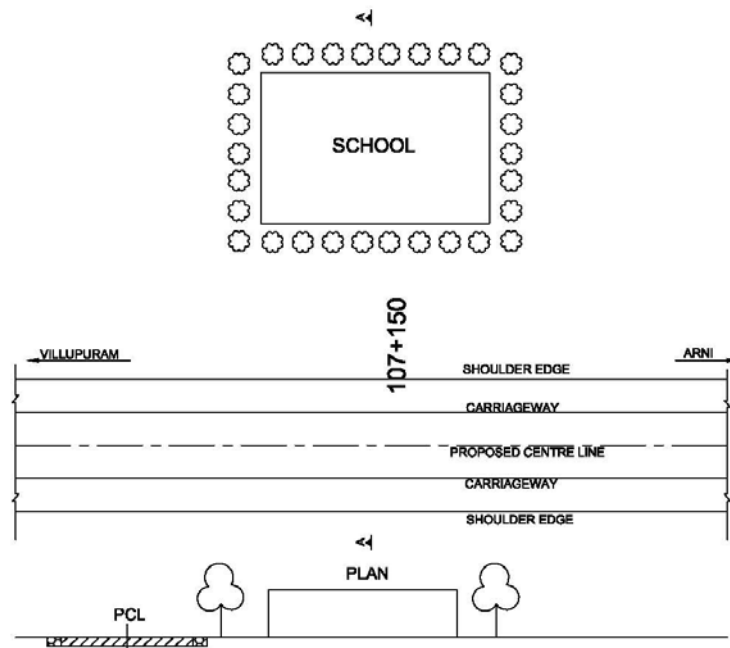 A
SCHOOL
107+150
VILLUPURAM
ARNI
SHOULDER EDGE
CARRIAGEWAY
PROPOSED CENTRE LINE
CARRIAGEWAY
SHOULDER EDGE
A
PLAN
PCL